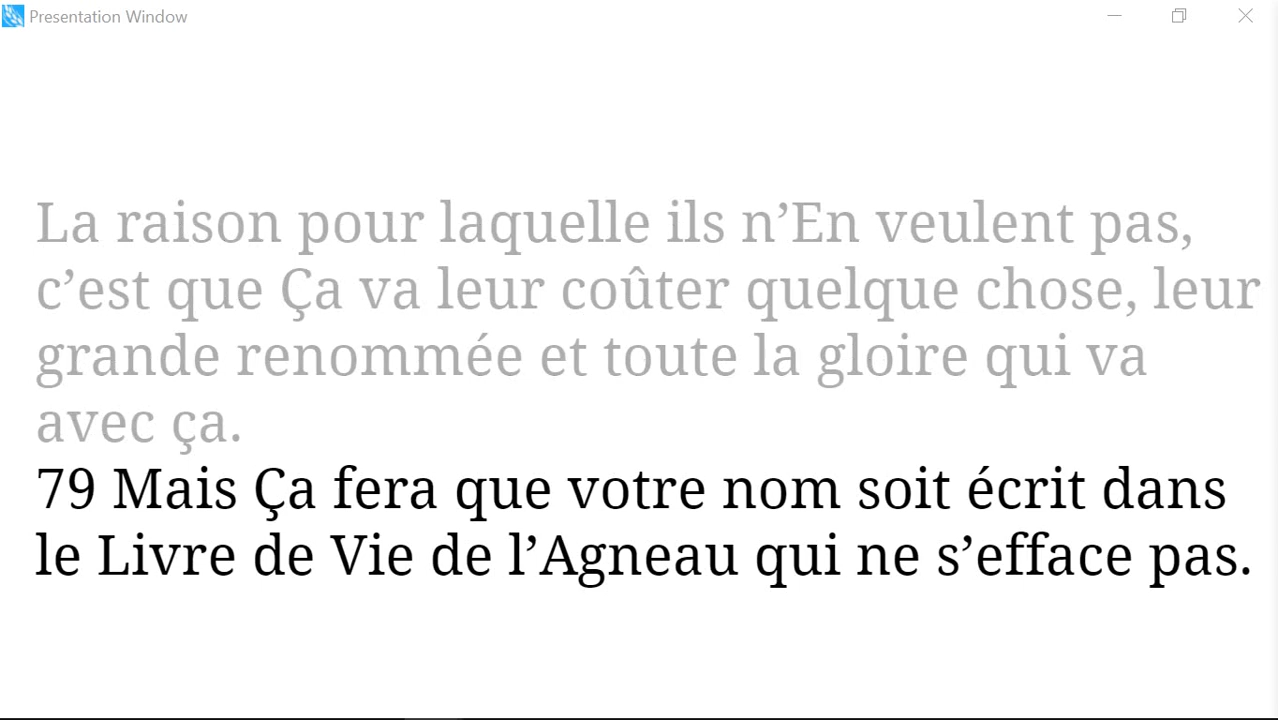 Presentation Window
La raison pour laquelle ils n’En veulent pas,
c’est que Ça va leur coûter quelque chose, leur
grande renommée et toute la gloire qui va
avec ça.
79 Mais Ça fera que votre nom soit écrit dans
le Livre de Vie de l’Agneau qui ne s’efface pas.